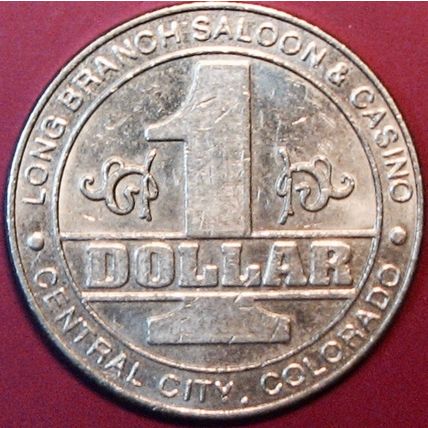 LONG BRANCH SALOON & CASINO
1
DOLLAR
CENTRAL CITY, COLORADO